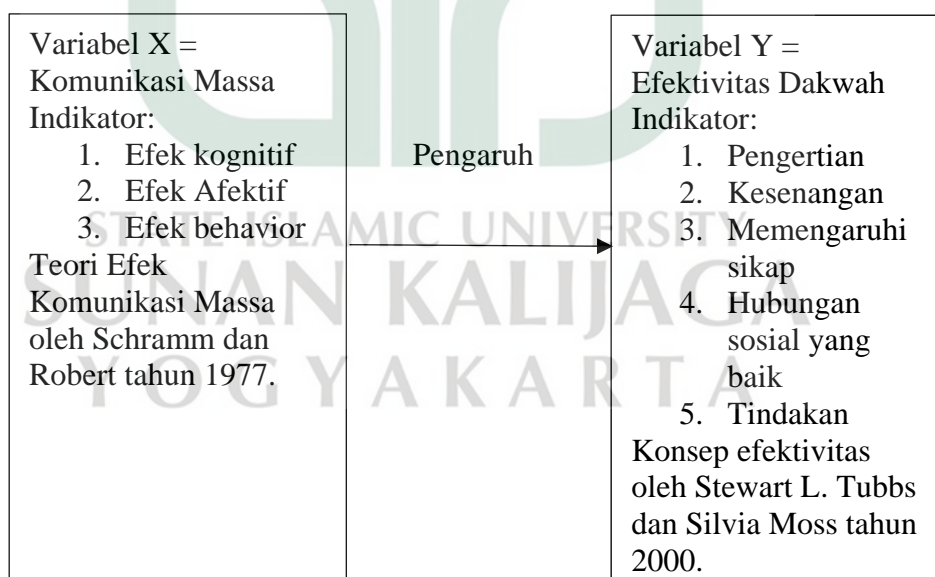 Variabel X =
Komunikasi Massa
Indikator:
1. Efek kognitif
2. Efek Afektif
3. Efek behavior
Teori Efek
Komunikasi Massa
oleh Schramm dan
Robert tahun 1977.
Pengaruh
Variabel Y =
Efektivitas Dakwah
Indikator:
1. Pengertian
2. Kesenangan
3. Memengaruhi
sikap
4. Hubungan
sosial yang
baik
5. Tindakan
Konsep efektivitas
oleh Stewart L. Tubbs
dan Silvia Moss tahun
2000.
STATE ISLAMIC UNIVERSITY
SUNAN KALIJAGA
YOGYAKARTA